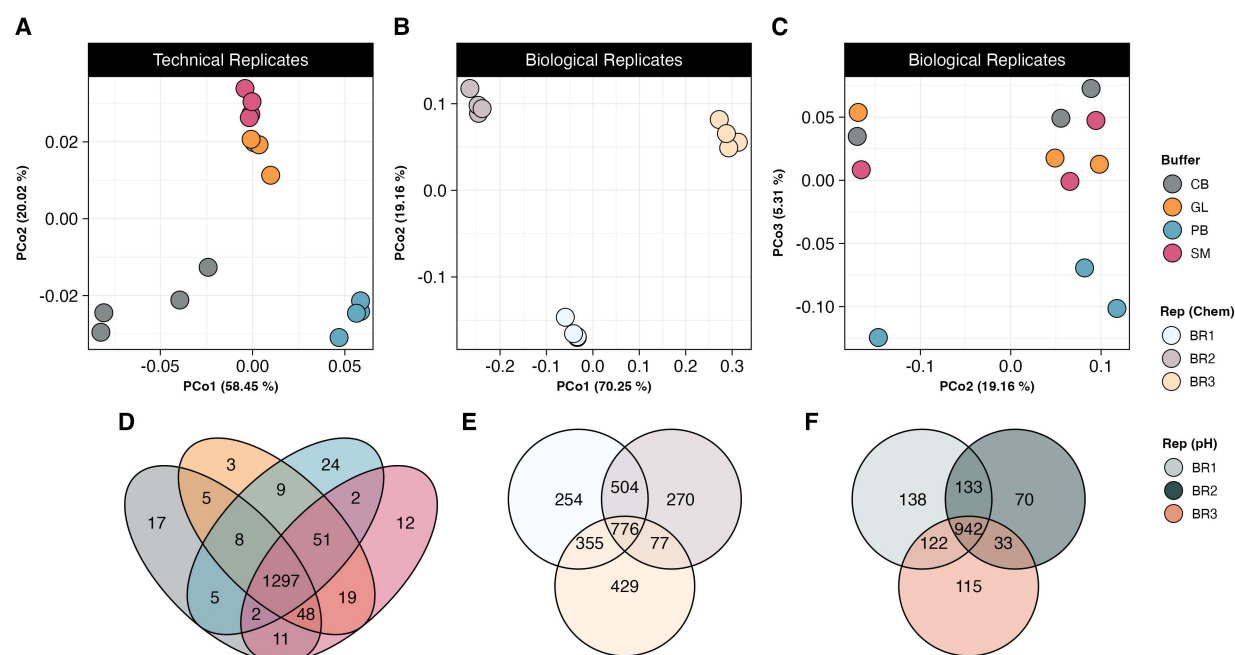 A
B
C
Technical Replicates
Biological Replicates
Biological Replicates
PCo2 (20.02 %)
0.02
0.00
-0.02
-0.05
0.00
0.05
PCo1 (58.45 %)
PCo2 (19.16 %)
0.1
0.0
-0.1
-0.2
-0.1
0.0
0.1
0.2
0.3
PCo1 (70.25 %)
PCo3 (5.31 %)
0.05
0.00
-0.05
-0.10
-0.1
0.0
0.1
PCo2 (19.16 %)
Buffer
CB
GL
PB
SM
Rep (Chem)
BR1
BR2
BR3
Rep (pH)
BR1
BR2
BR3
D
3
24
17
5
9
2
12
8
51
1297
5
2
48
19
11
E
254
504
270
776
355
77
429
F
138
133
70
942
122
33
115